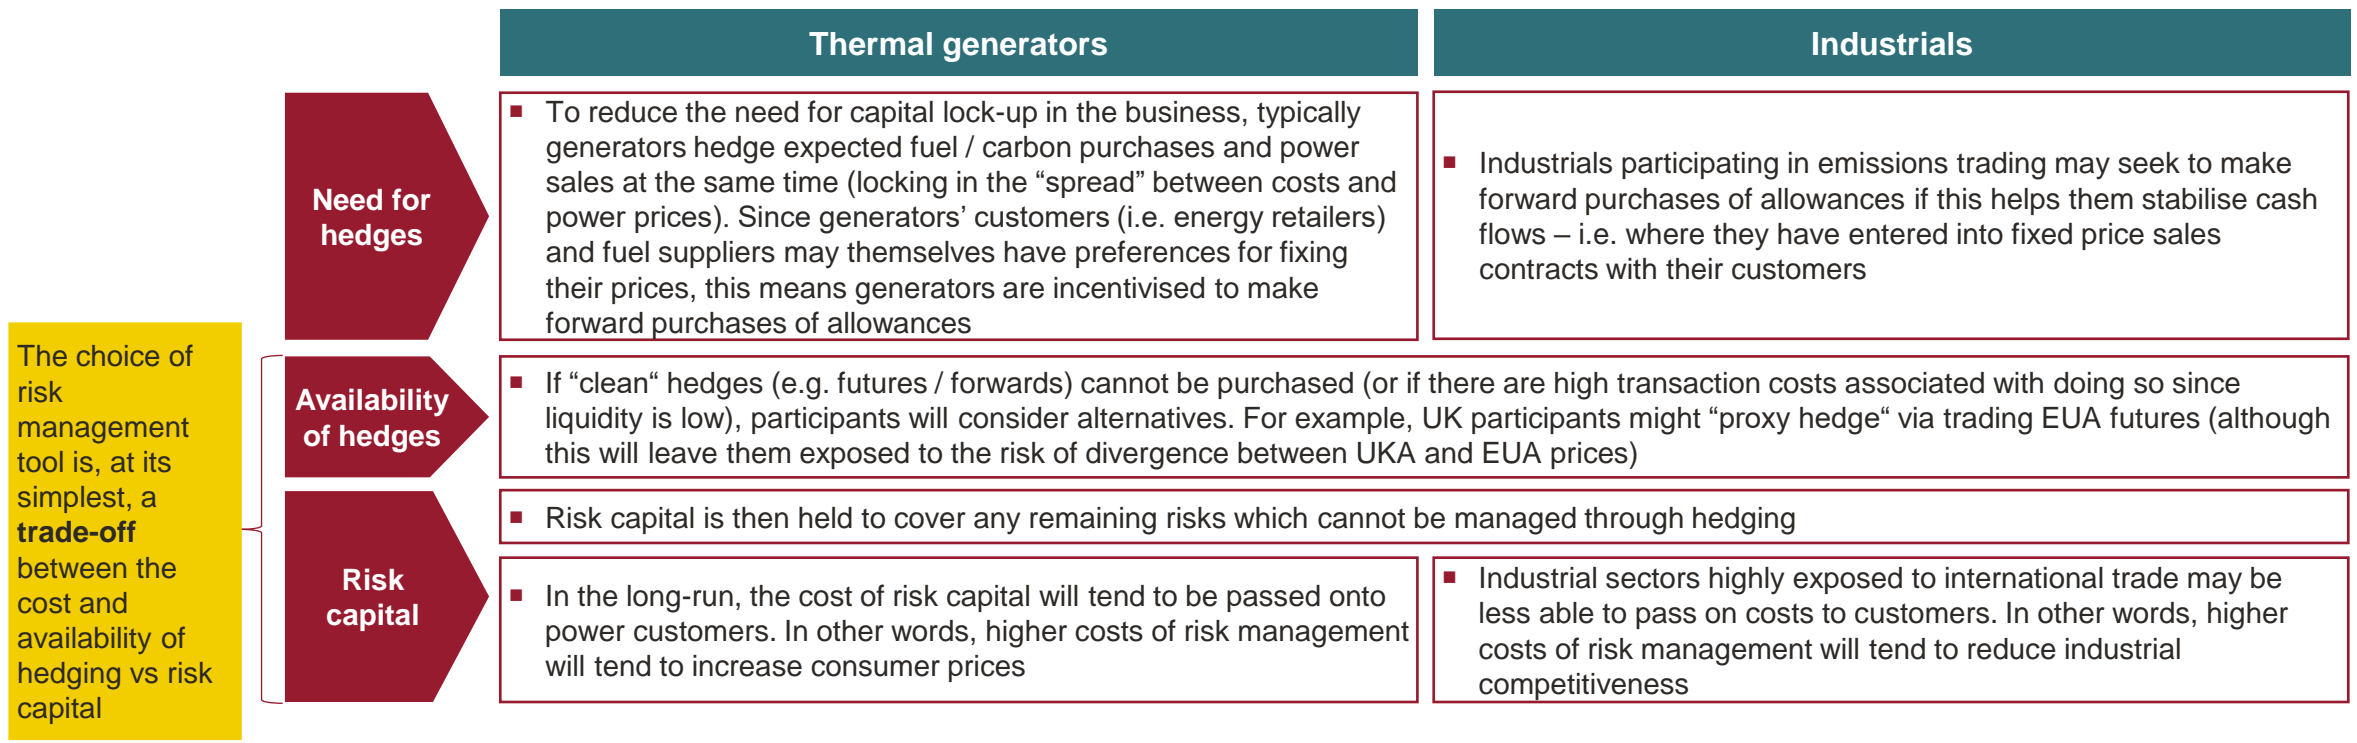 Thermal generators
Industrials
Need for
hedges
■ To reduce the need for capital lock-up in the business, typically
generators hedge expected fuel / carbon purchases and power
sales at the same time (locking in the “spread” between costs and
power prices). Since generators’ customers (i.e. energy retailers)
and fuel suppliers may themselves have preferences for fixing
their prices, this means generators are incentivised to make
forward purchases of allowances
■ Industrials participating in emissions trading may seek to make
forward purchases of allowances if this helps them stabilise cash
flows – i.e. where they have entered into fixed price sales
contracts with their customers
The choice of
risk
management
tool is, at its
simplest, a
trade-off
between the
cost and
availability of
hedging vs risk
capital
Availability
of hedges
■ If “clean“ hedges (e.g. futures / forwards) cannot be purchased (or if there are high transaction costs associated with doing so since
liquidity is low), participants will consider alternatives. For example, UK participants might “proxy hedge“ via trading EUA futures (although
this will leave them exposed to the risk of divergence between UKA and EUA prices)
Risk
capital
■ Risk capital is then held to cover any remaining risks which cannot be managed through hedging
■ In the long-run, the cost of risk capital will tend to be passed onto
power customers. In other words, higher costs of risk management
will tend to increase consumer prices
■ Industrial sectors highly exposed to international trade may be
less able to pass on costs to customers. In other words, higher
costs of risk management will tend to reduce industrial
competitiveness